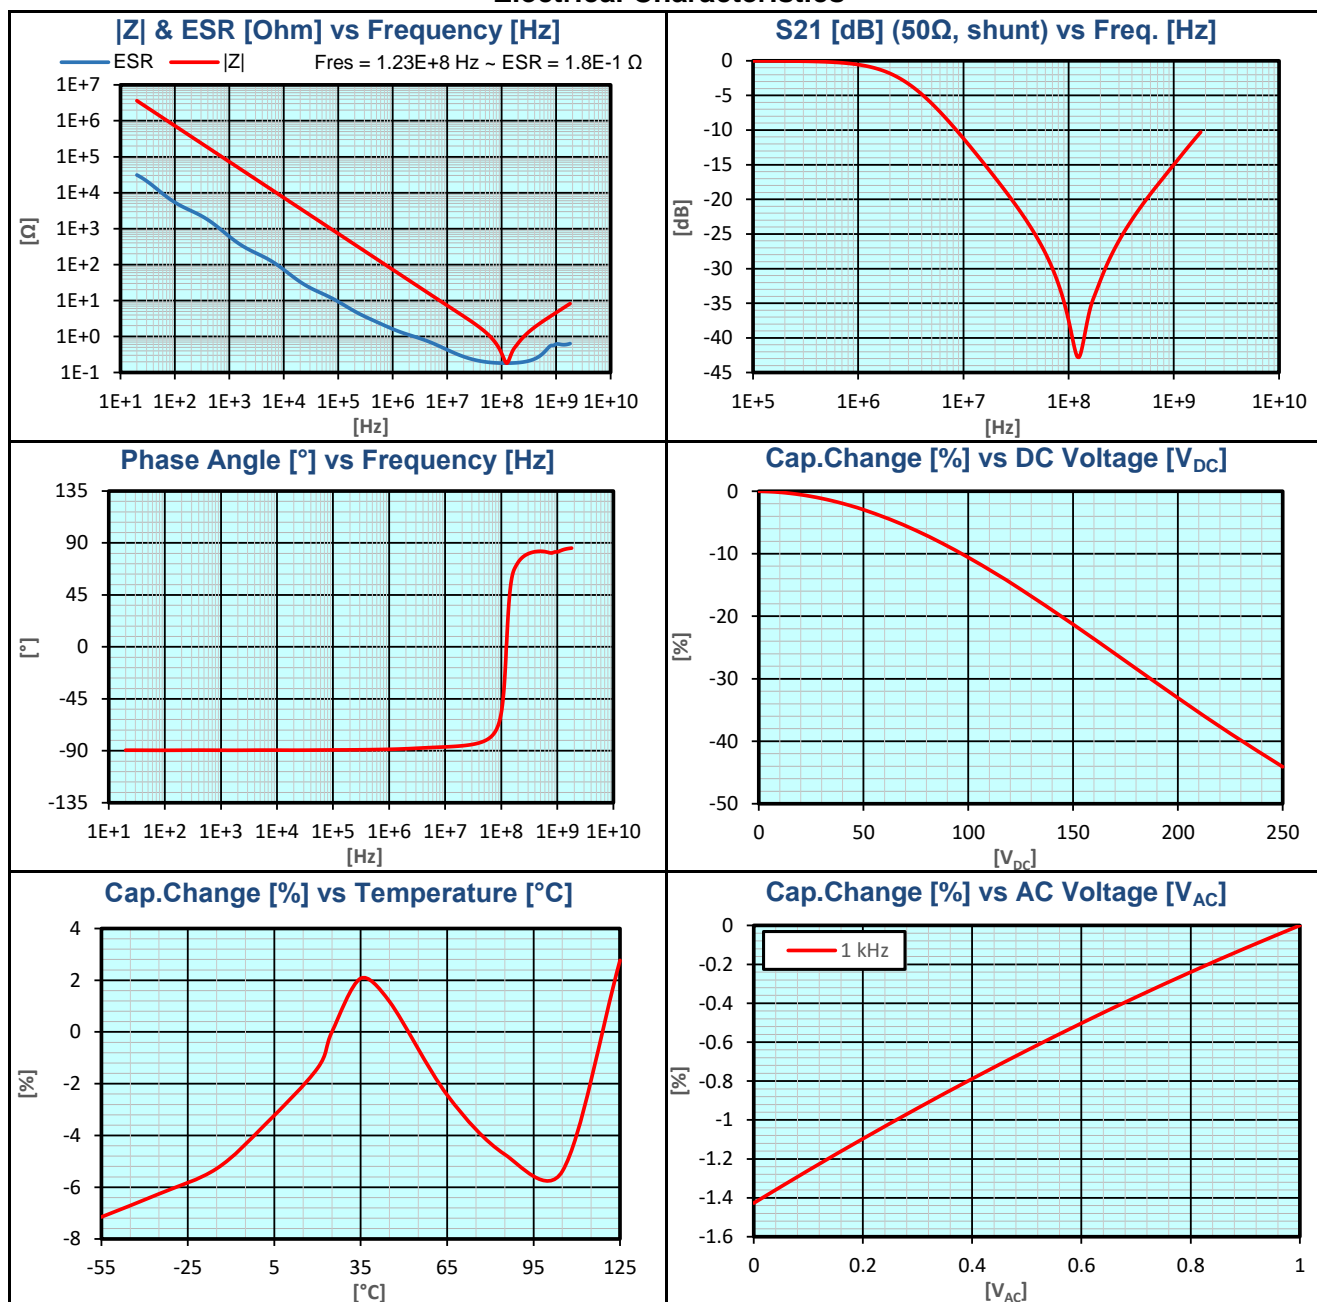 |Z| & ESR [Ohm] vs Frequency [Hz]
ESR |Z| Fres = 1.23E+8 Hz ~ ESR = 1.8E-1 Ω
1E+7
1E+6
1E+5
1E+4
1E+3
1E+2
1E+1
1E+0
1E-1
[Ω]
1E+1 1E+2 1E+3 1E+4 1E+5 1E+6 1E+7 1E+8 1E+9 1E+10
[Hz]
S21 [dB] (50Ω, shunt) vs Freq. [Hz]
0
-5
-10
-15
-20
-25
-30
-35
-40
-45
[dB]
1E+5 1E+6 1E+7 1E+8 1E+9 1E+10
[Hz]
Phase Angle [°] vs Frequency [Hz]
135
90
45
0
-45
-90
-135
[°]
1E+1 1E+2 1E+3 1E+4 1E+5 1E+6 1E+7 1E+8 1E+9 1E+10
[Hz]
Cap.Change [%] vs DC Voltage [VDC]
0
-10
-20
-30
-40
-50
[%]
0 50 100 150 200 250
[VDC]
Cap.Change [%] vs Temperature [°C]
4
2
0
-2
-4
-6
-8
[%]
-55 -25 5 35 65 95 125
[°C]
Cap.Change [%] vs AC Voltage [VAC]
1 kHz
0
-0.2
-0.4
-0.6
-0.8
-1
-1.2
-1.4
-1.6
[%]
0 0.2 0.4 0.6 0.8 1
[VAC]